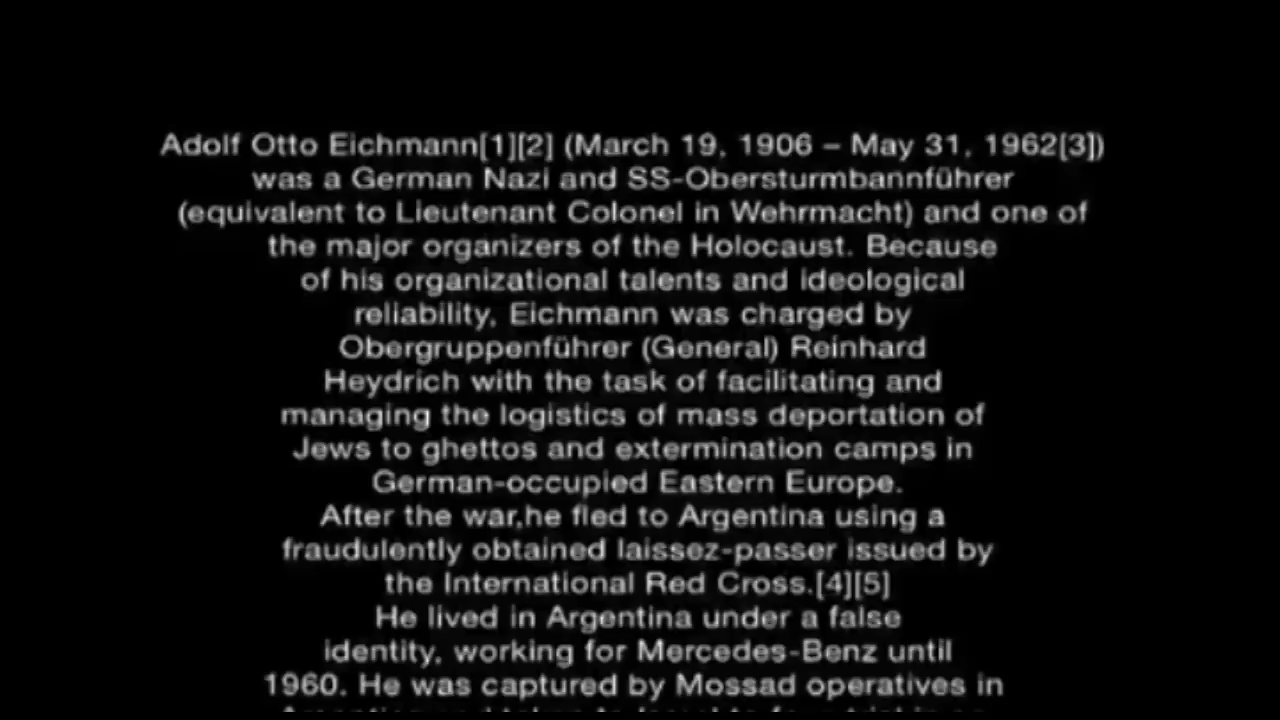 Adolf Otto Eichmann[1][2] (March 19, 1906 – May 31, 1962[3])
was a German Nazi and SS-Obersturmbannführer
(equivalent to Lieutenant Colonel in Wehrmacht) and one of
the major organizers of the Holocaust. Because
of his organizational talents and ideological
reliability, Eichmann was charged by
Obergruppenführer (General) Reinhard
Heydrich with the task of facilitating and
managing the logistics of mass deportation of
Jews to ghettos and extermination camps in
German-occupied Eastern Europe.
After the war,he fled to Argentina using a
fraudulently obtained laissez-passer issued by
the International Red Cross.[4][5]
He lived in Argentina under a false
identity, working for Mercedes-Benz until
1960. He was captured by Mossad operatives in